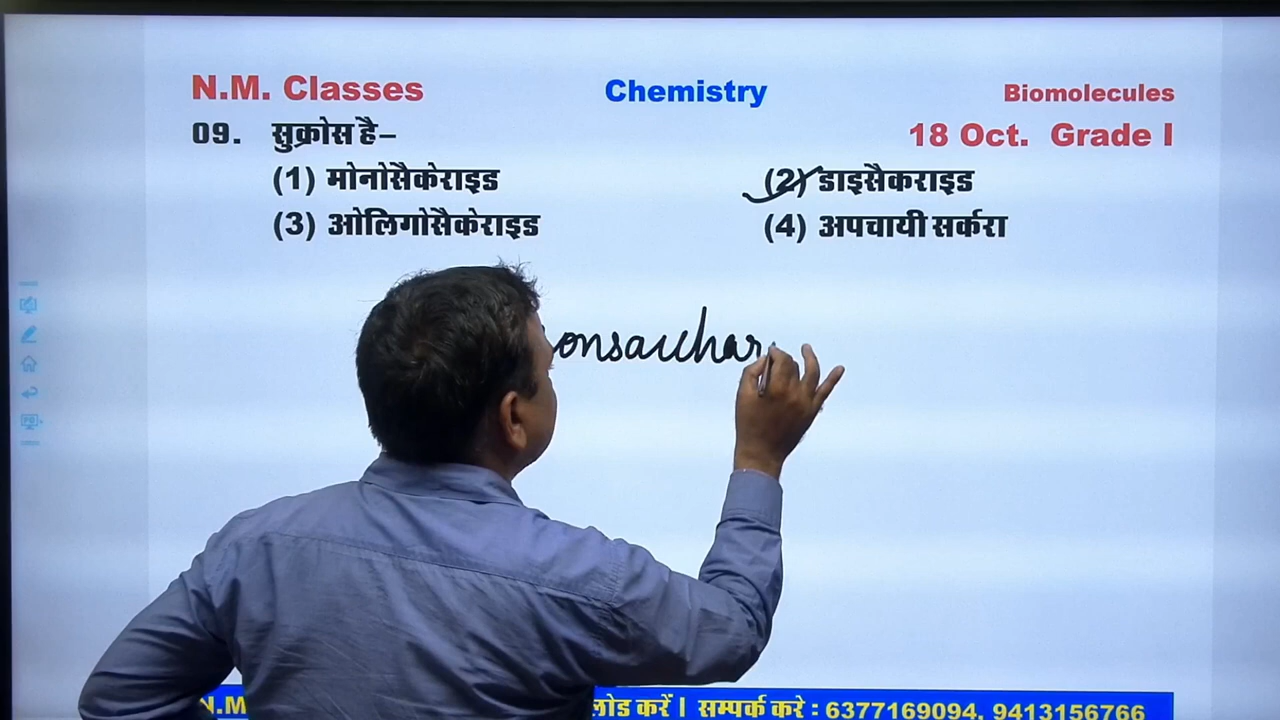 N.M. Classes Chemistry Biomolecules
09. सुक्रोस है– 18 Oct. Grade I
(1) मोनोसैकेराइड (2) डाइसैकराइड
(3) ओलिगोसैकेराइड (4) अपचायी सर्करा
onsacchar
N.M लोड करें। सम्पर्क करे : 6377169094, 9413156766